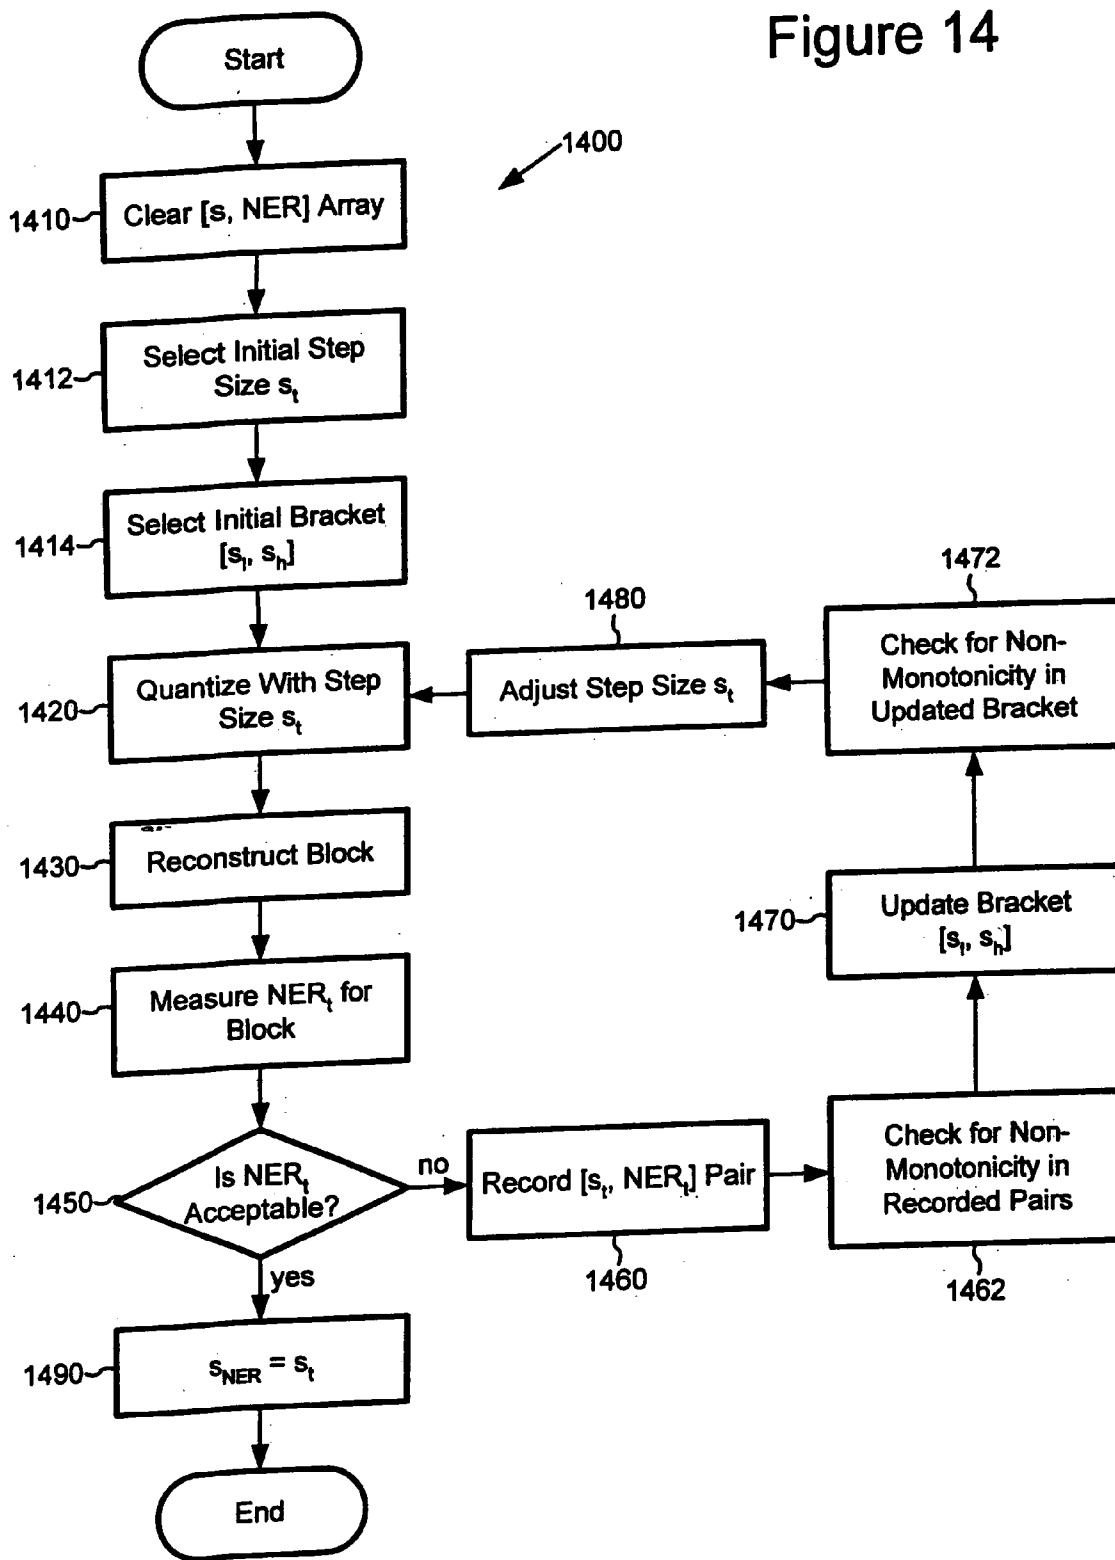 Figure 14
Start
1400
1410
Clear [s, NER] Array
1412
Select Initial Step
Size s_t
1414
Select Initial Bracket
[s_l, s_h]
1420
Quantize With Step
Size s_t
1480
Adjust Step Size s_t
1472
Check for Non-
Monotonicity in
Updated Bracket
1430
Reconstruct Block
1470
Update Bracket
[s_l, s_h]
1440
Measure NER_t for
Block
1450
Is NER_t
Acceptable?
no
Record [s_t, NER_t] Pair
1460
Check for Non-
Monotonicity in
Recorded Pairs
1462
yes
1490
s_NER = s_t
End